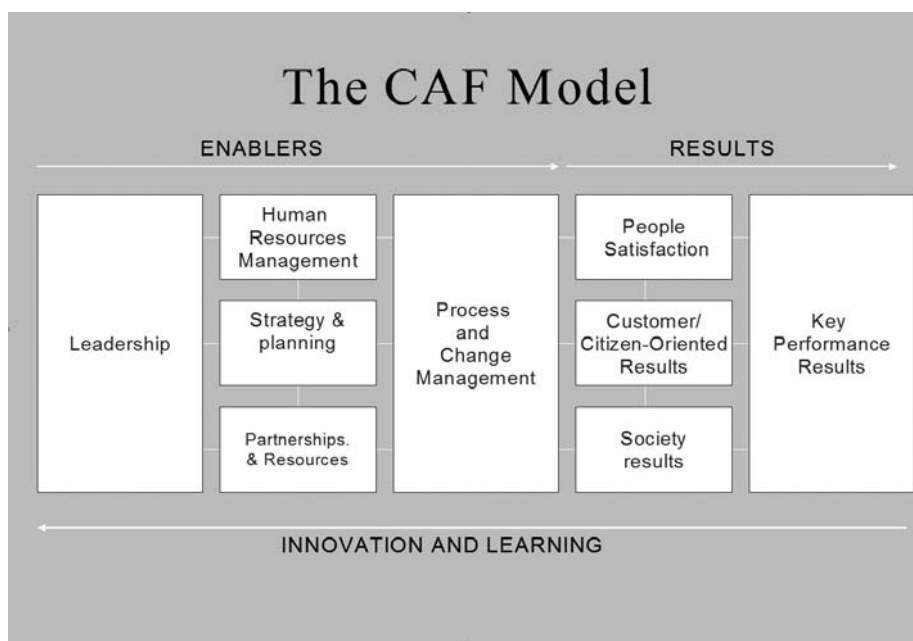 The CAF Model
ENABLERS
RESULTS
Leadership
Human
Resources
Management
Strategy &
planning
Partnerships.
& Resources
Process
and
Change
Management
People
Satisfaction
Customer/
Citizen-Oriented
Results
Society
results
Key
Performance
Results
INNOVATION AND LEARNING